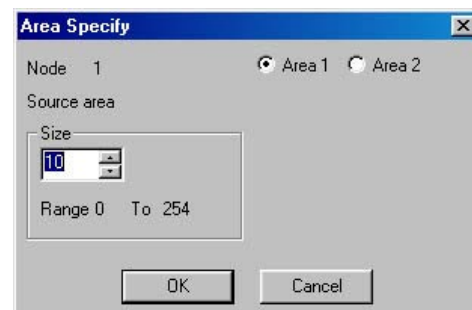 Area Specify
Node 1
Area 1 Area 2
Source area
Size
10
Range 0 To 254
OK Cancel